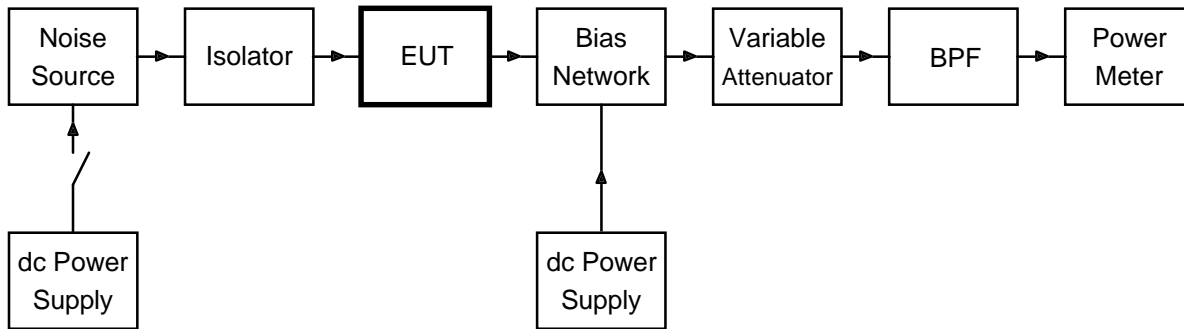 Noise
Source
Isolator
EUT
Bias
Network
Variable
Attenuator
BPF
Power
Meter
dc Power
Supply
dc Power
Supply